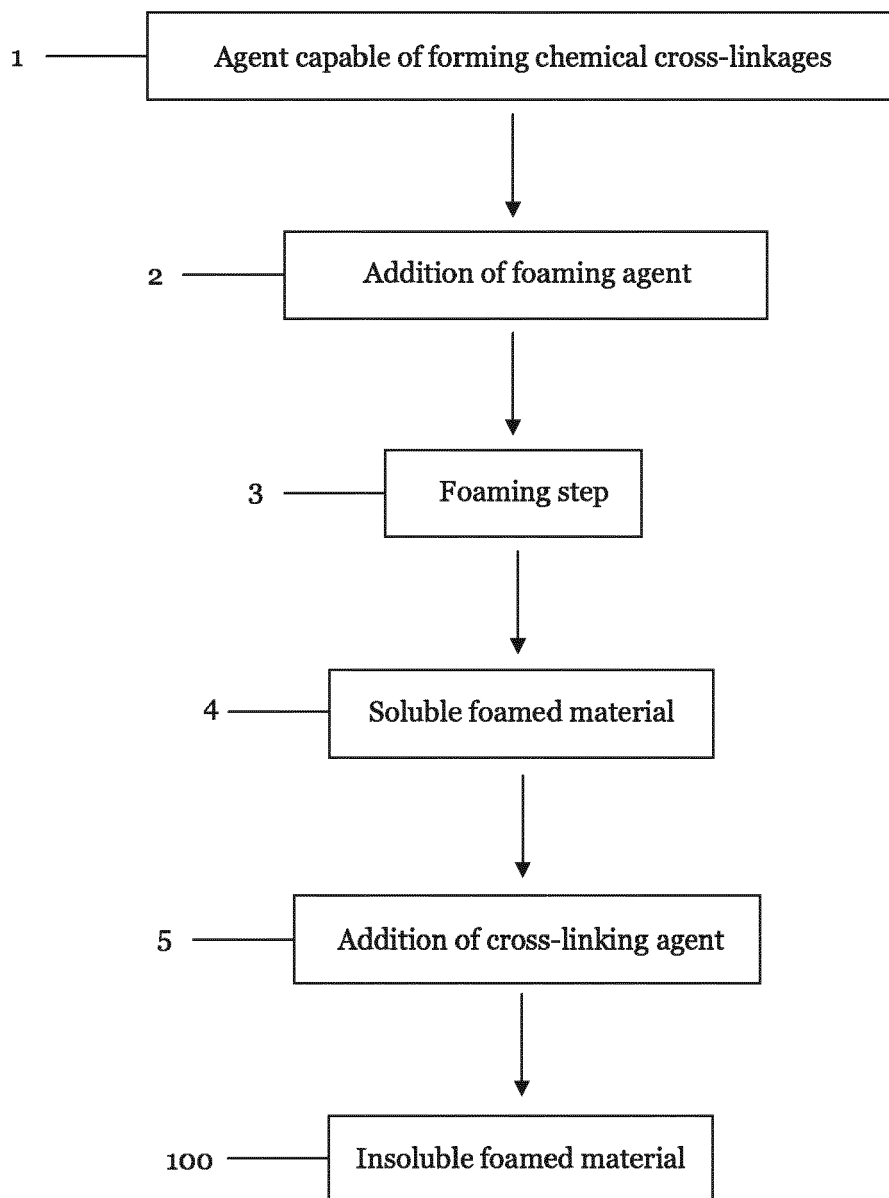 1 Agent capable of forming chemical cross-linkages
2 Addition of foaming agent
3 Foaming step
4 Soluble foamed material
5 Addition of cross-linking agent
100 Insoluble foamed material